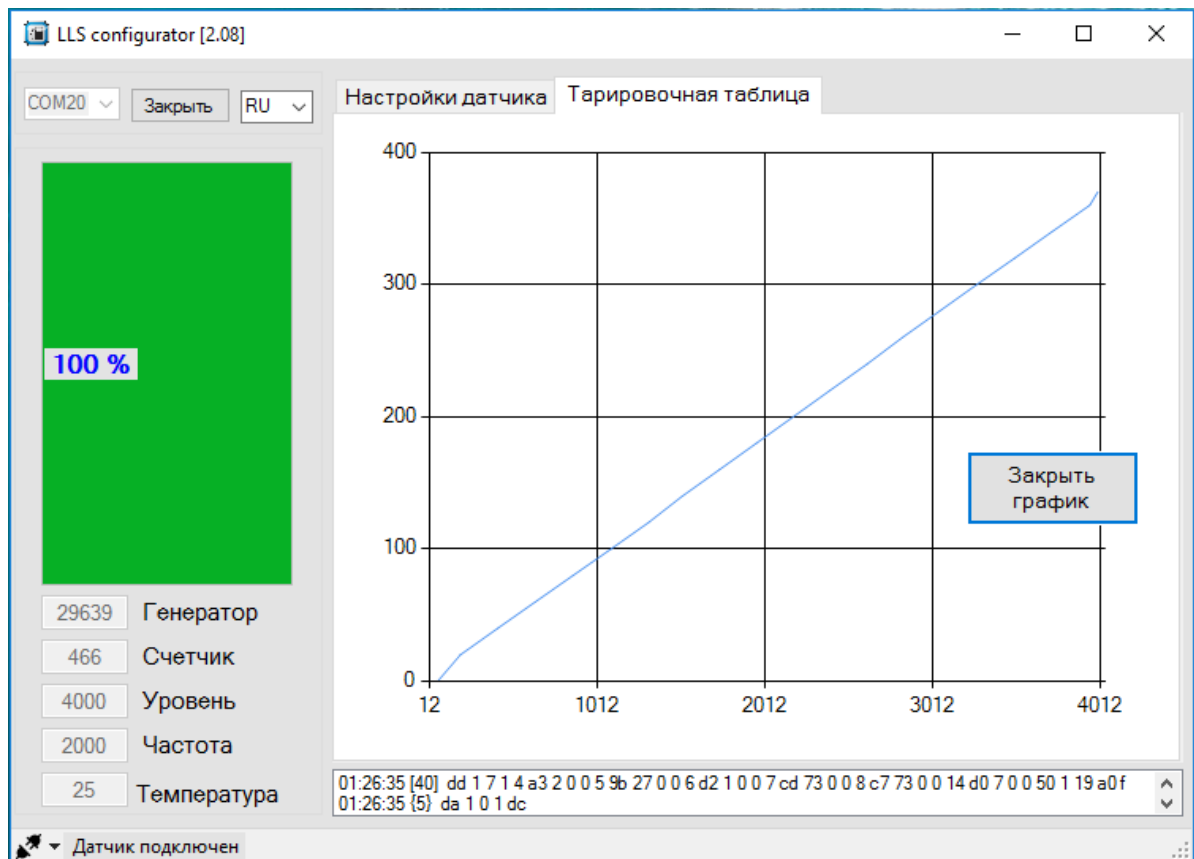 LLS configurator [2.08]
COM20 Закрыть RU
Настройки датчика Тарировочная таблица
400
300
100 %
200
Закрыть
график
100
0
12 1012 2012 3012 4012
29639 Генератор
466 Счетчик
4000 Уровень
2000 Частота
25 Температура
01:26:35 [40] dd 1 7 1 4 a3 2 0 0 5 9b 27 0 0 6 d2 1 0 0 7 cd 73 0 0 8 c7 73 0 0 14 d0 7 0 0 50 1 19 a0 f
01:26:35 {5} da 1 0 1 dc
Датчик подключен